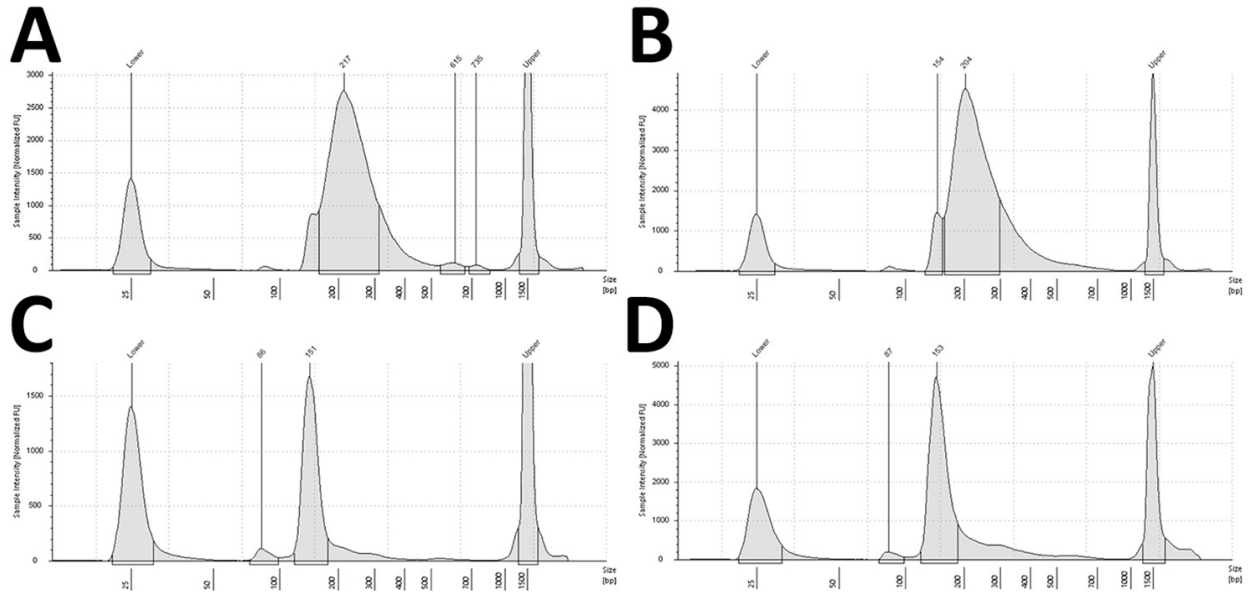 A
Lower 217 615 735 Upper
Sample Intensity [Normalized FU]
3000
2500
2000
1500
1000
500
0
25 50 100 200 300 400 500 700 1000 1500
Size [bp]
B
Lower 154 204 Upper
Sample Intensity [Normalized FU]
4000
3000
2000
1000
0
25 50 100 200 300 400 500 700 1000 1500
Size [bp]
C
Lower 86 151 Upper
Sample Intensity [Normalized FU]
1500
1000
500
0
25 50 100 200 300 400 500 700 1000 1500
Size [bp]
D
Lower 87 153 Upper
Sample Intensity [Normalized FU]
5000
4000
3000
2000
1000
0
25 50 100 200 300 400 500 700 1000 1500
Size [bp]